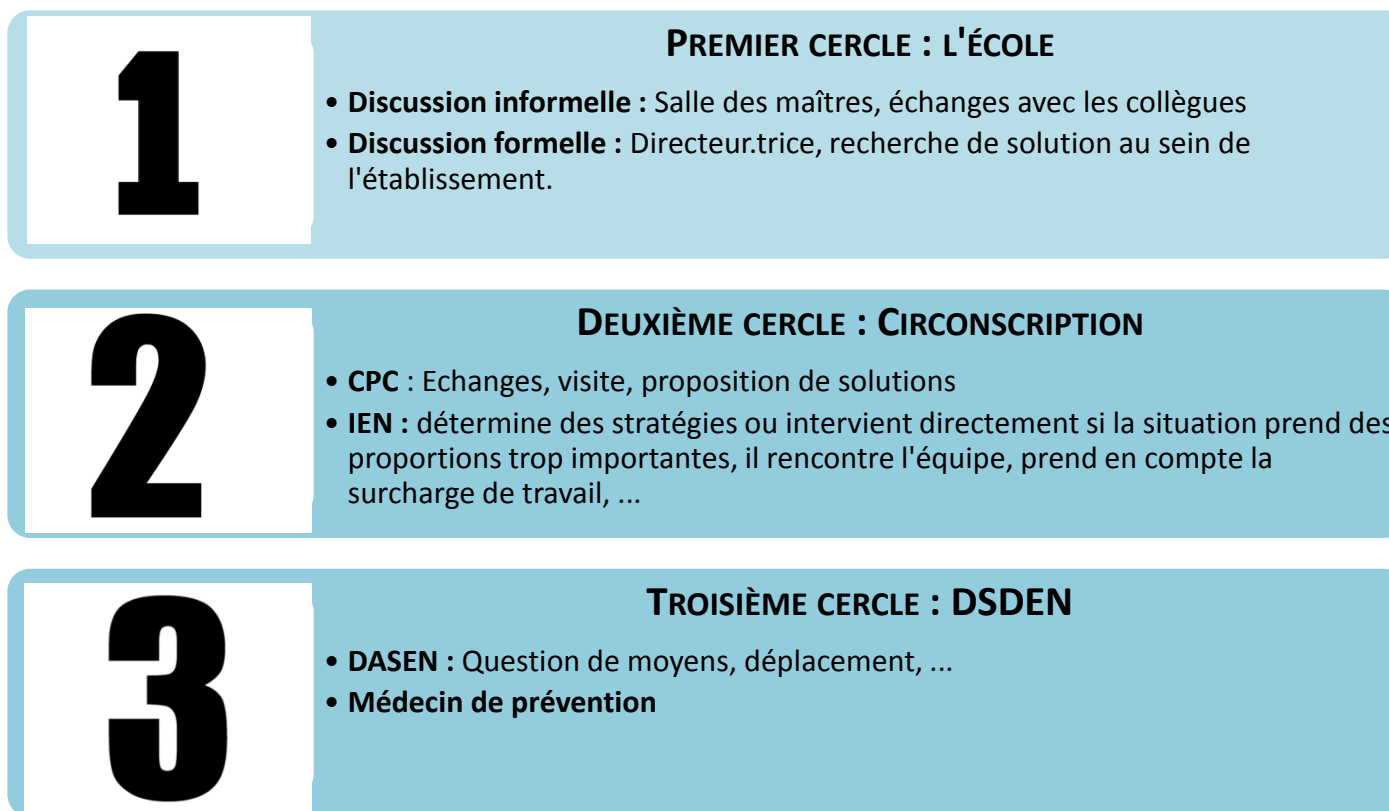 1
PREMIER CERCLE : L'ÉCOLE
• Discussion informelle : Salle des maîtres, échanges avec les collègues
• Discussion formelle : Directeur.trice, recherche de solution au sein de
l'établissement.
2
DEUXIÈME CERCLE : CIRCONSCRIPTION
• CPC : Echanges, visite, proposition de solutions
• IEN : détermine des stratégies ou intervient directement si la situation prend des
proportions trop importantes, il rencontre l'équipe, prend en compte la
surcharge de travail, ...
3
TROISIÈME CERCLE : DSDEN
• DASEN : Question de moyens, déplacement, ...
• Médecin de prévention